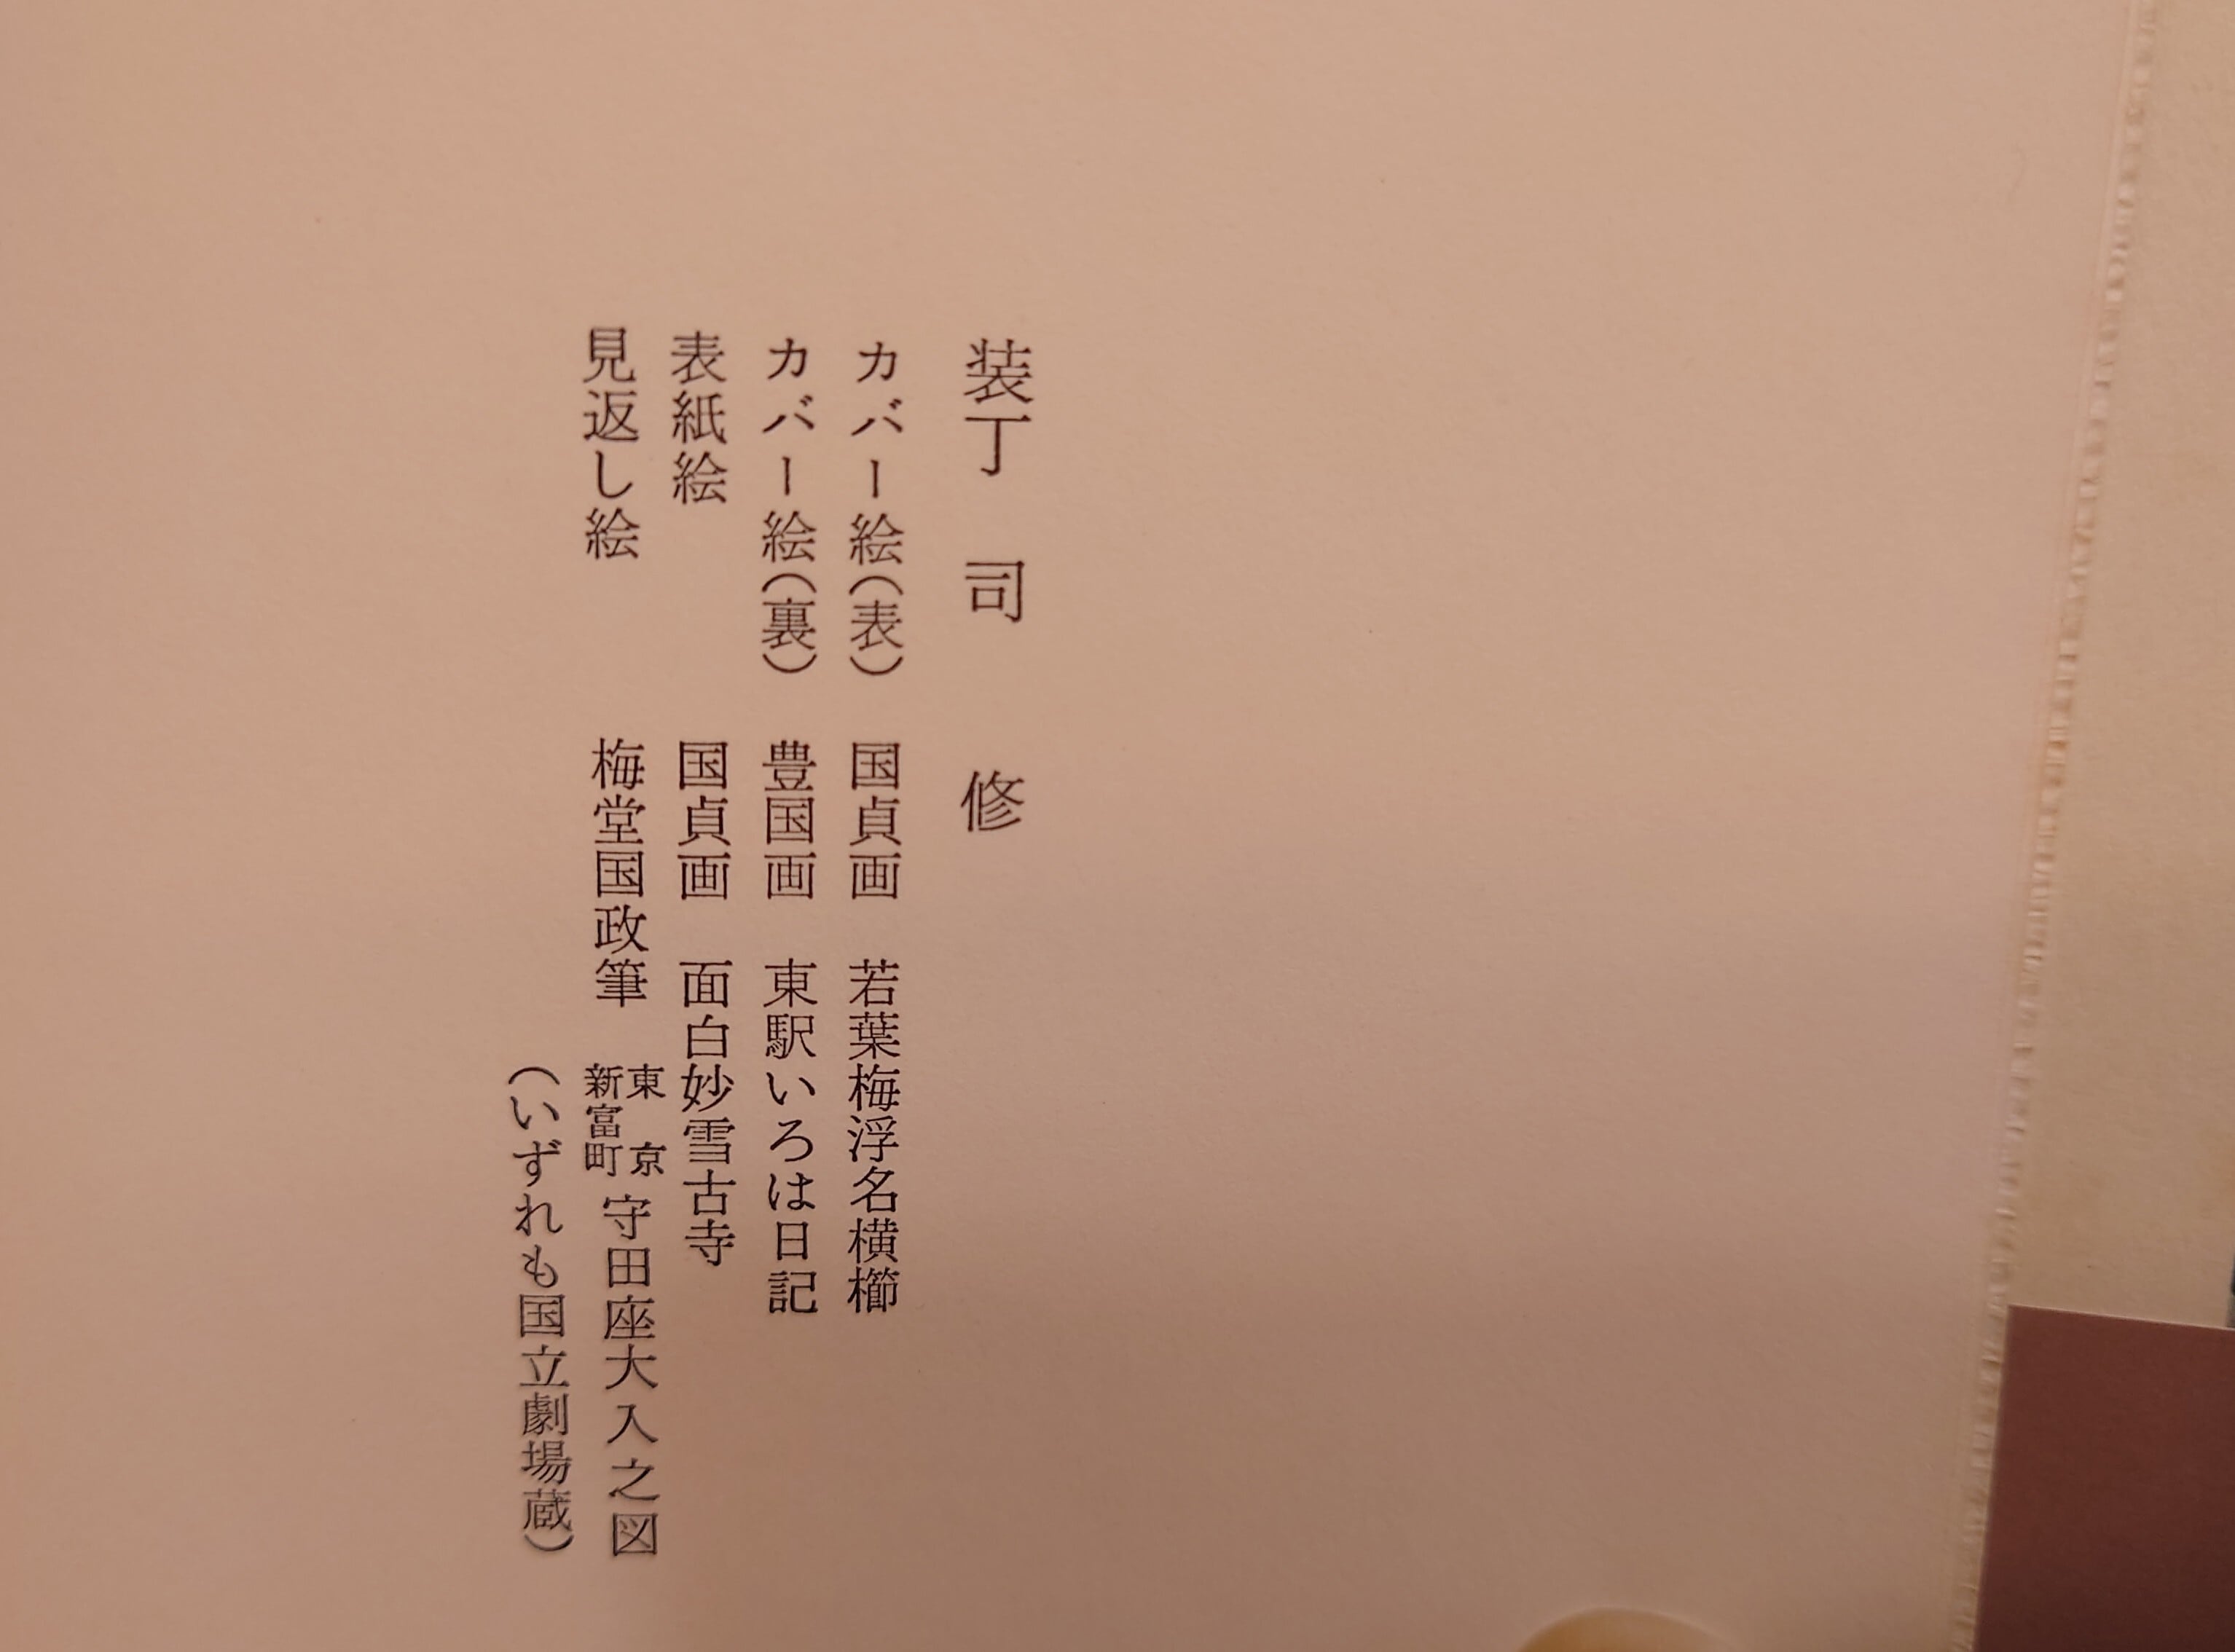 装丁　司　修
カバー絵（表）　国貞画　若葉梅浮名横櫛
カバー絵（裏）　豊国画　東駅いろは日記
表紙絵　国貞画　面白妙雪古寺
見返し絵　梅堂国政筆　東京新富町守田座大入之図
（いずれも国立劇場蔵）